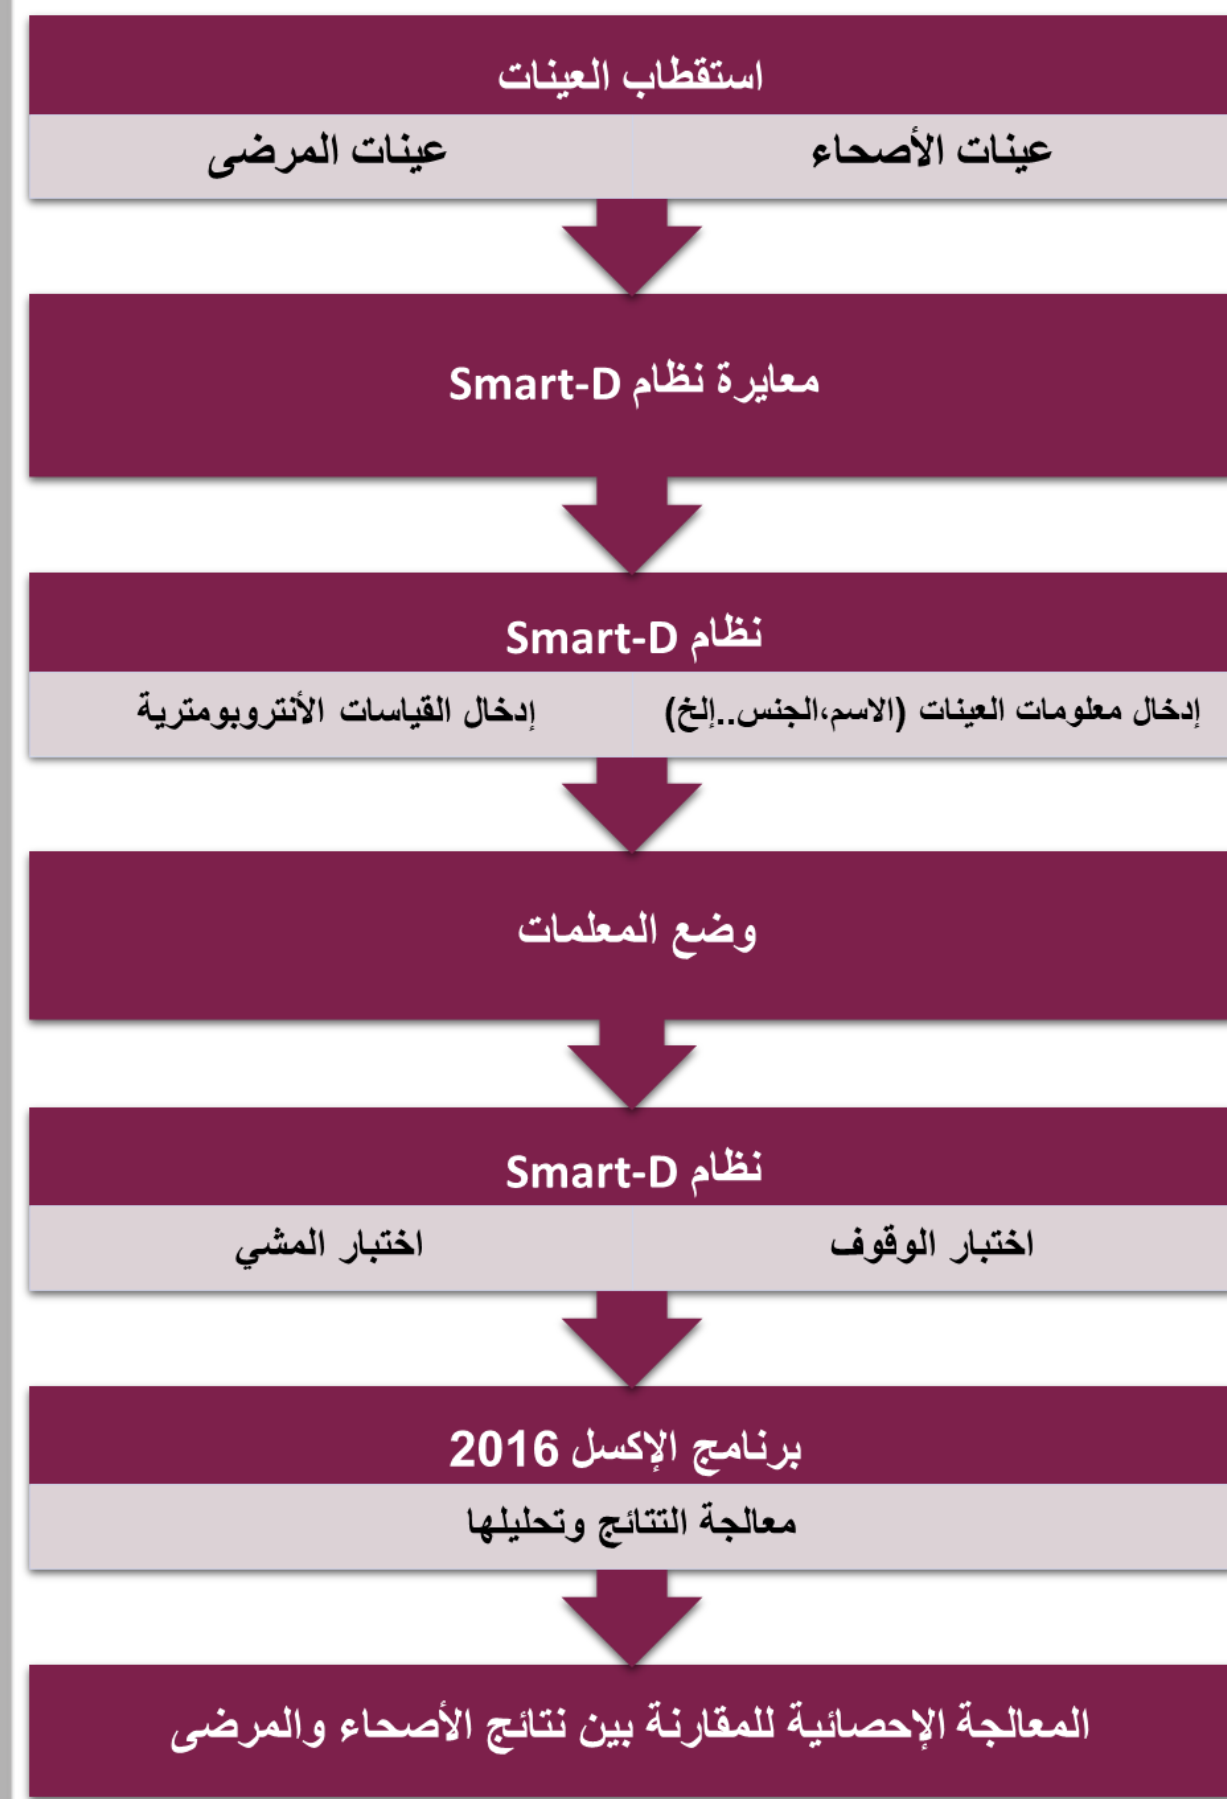 استقطاب العينات
عينات الأصحاء
عينات المرضى
معايرة نظام Smart-D
نظام Smart-D
إدخال معلومات العينات (الاسم،الجنس..إلخ)
إدخال القياسات الأنتروبومترية
وضع المعلمات
نظام Smart-D
اختبار الوقوف
اختبار المشي
برنامج الإكسل 2016
معالجة التتائج وتحليلها
المعالجة الإحصائية للمقارنة بين نتائج الأصحاء والمرضى